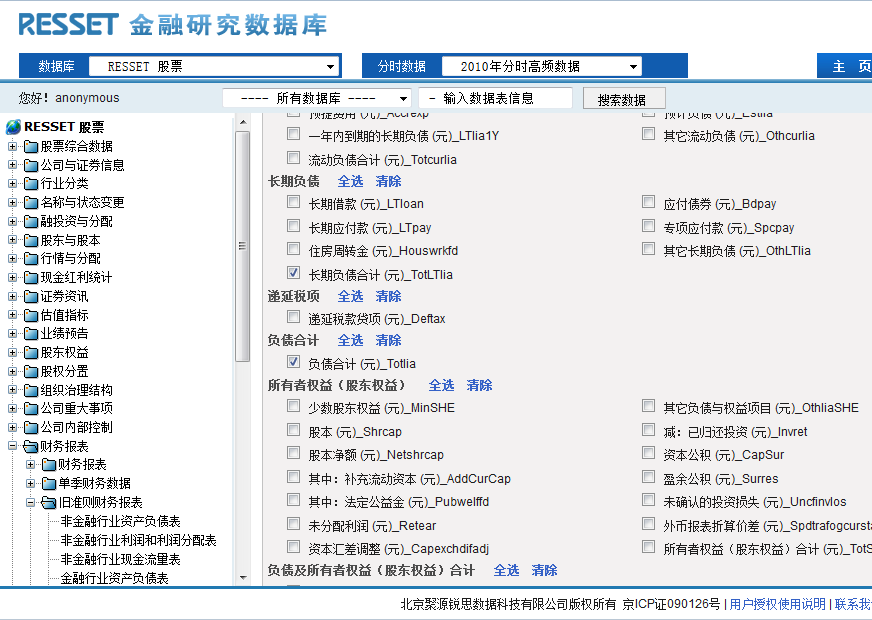 RESSET 金融研究数据库
数据库 RESSET 股票 分时数据 2010年分时高频数据 主 页
您好! anonymous ---- 所有数据库 ---- - 输入数据表信息 搜索数据
RESSET 股票
股票综合数据
公司与证券信息
行业分类
名称与状态变更
融投资与分配
股东与股本
行情与分配
现金红利统计
证券资讯
估值指标
业绩预告
股东权益
股权分置
组织治理结构
公司重大事项
公司内部控制
财务报表
财务报表
单季财务数据
旧准则财务报表
非金融行业资产负债表
非金融行业利润和利润分配表
非金融行业现金流量表
金融行业资产负债表
预提费用 (元)_Accrexp 预计负债 (元)_Estlia
一年内到期的长期负债 (元)_LTlia1Y 其它流动负债 (元)_Othcurlia
流动负债合计 (元)_Totcurlia
长期负债 全选 清除
长期借款 (元)_LTloan 应付债券 (元)_Bdpay
长期应付款 (元)_LTpay 专项应付款 (元)_Spcpay
住房周转金 (元)_Houswrkfd 其它长期负债 (元)_OthLTlia
长期负债合计 (元)_TotLTlia
递延税项 全选 清除
递延税款贷项 (元)_Deftax
负债合计 全选 清除
负债合计 (元)_Totlia
所有者权益（股东权益） 全选 清除
少数股东权益 (元)_MinSHE 其它负债与权益项目 (元)_OthliaSHE
股本 (元)_Shrcap 减：已归还投资 (元)_Invret
股本净额 (元)_Netshrcap 资本公积 (元)_CapSur
其中：补充流动资本 (元)_AddCurCap 盈余公积 (元)_Surres
其中：法定公益金 (元)_Pubwelffd 未确认的投资损失 (元)_Uncfinvlos
未分配利润 (元)_Retear 外币报表折算价差 (元)_Spdtrafogcursta
资本汇差调整 (元)_Capexchdifadj 所有者权益（股东权益）合计 (元)_TotS
负债及所有者权益（股东权益）合计 全选 清除
北京聚源锐思数据科技有限公司版权所有 京ICP证090126号 | 用户授权使用说明 | 联系我